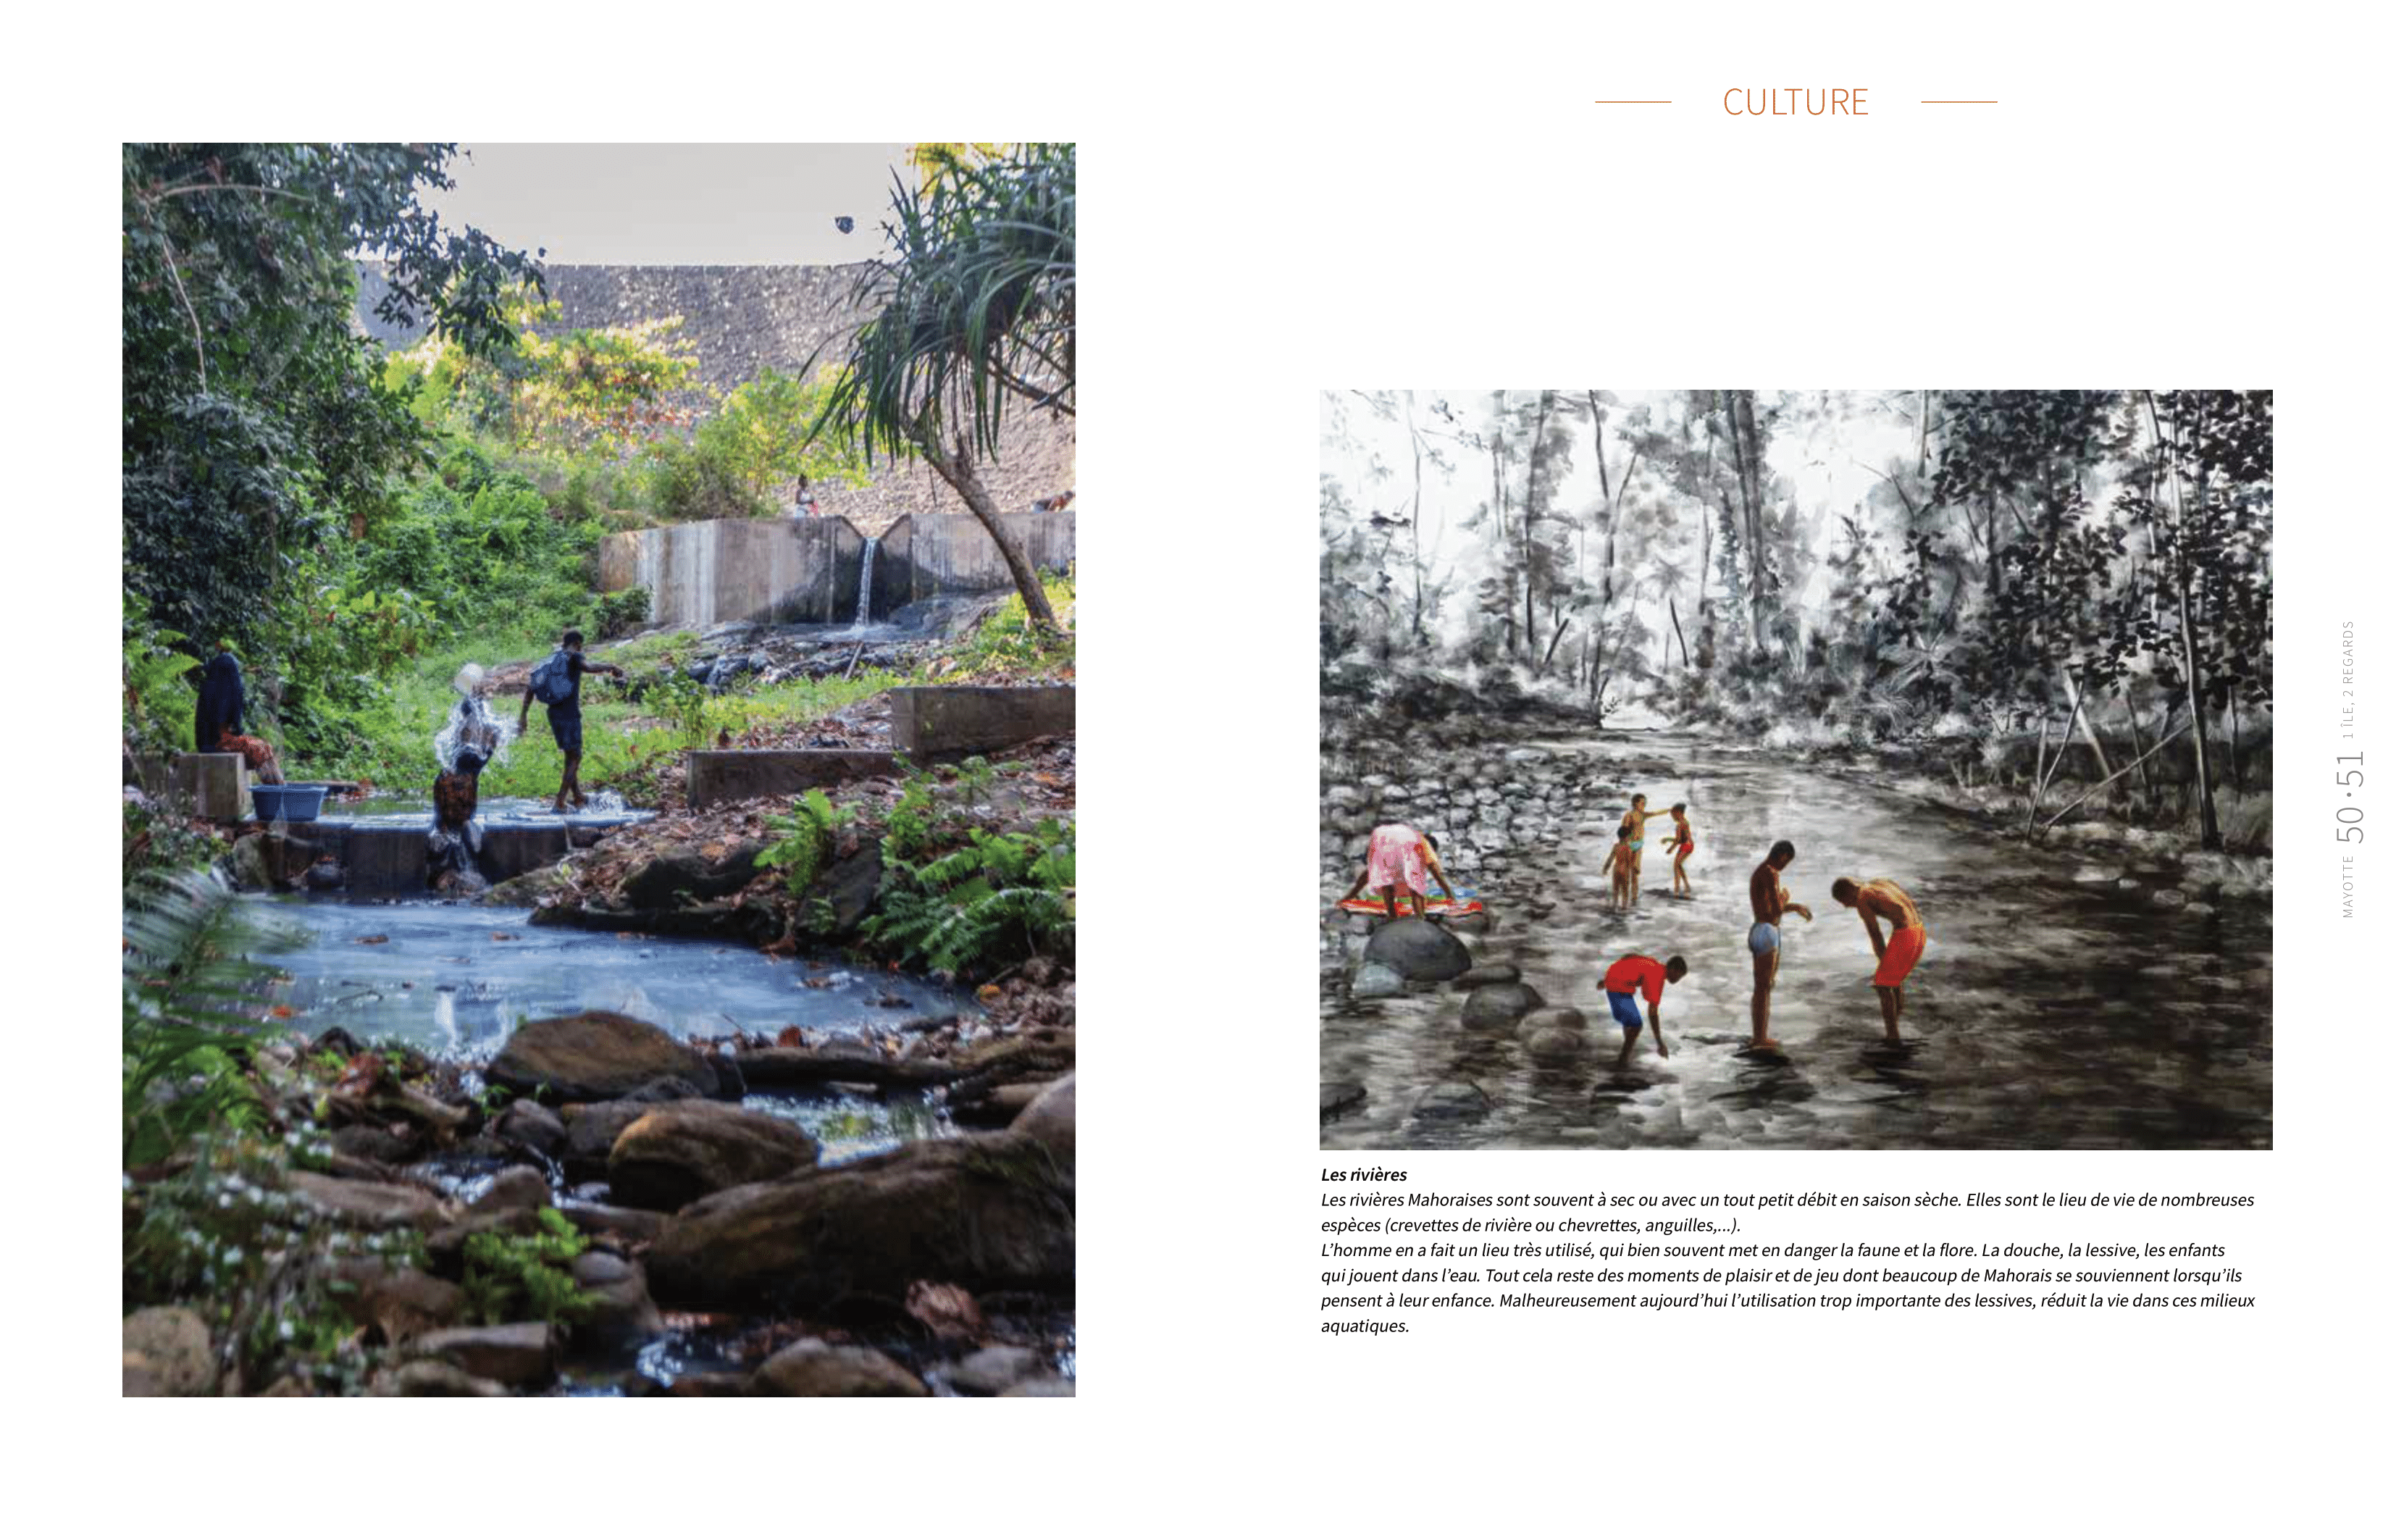 CULTURE
Les rivières
Les rivières Mahoraises sont souvent à sec ou avec un tout petit débit en saison sèche. Elles sont le lieu de vie de nombreuses
espèces (crevettes de rivière ou chevrettes, anguilles,...).
L’homme en a fait un lieu très utilisé, qui bien souvent met en danger la faune et la flore. La douche, la lessive, les enfants
qui jouent dans l’eau. Tout cela reste des moments de plaisir et de jeu dont beaucoup de Mahorais se souviennent lorsqu’ils
pensent à leur enfance. Malheureusement aujourd’hui l’utilisation trop importante des lessives, réduit la vie dans ces milieux
aquatiques.
MAYOTTE 50·51 1 ÎLE, 2 REGARDS